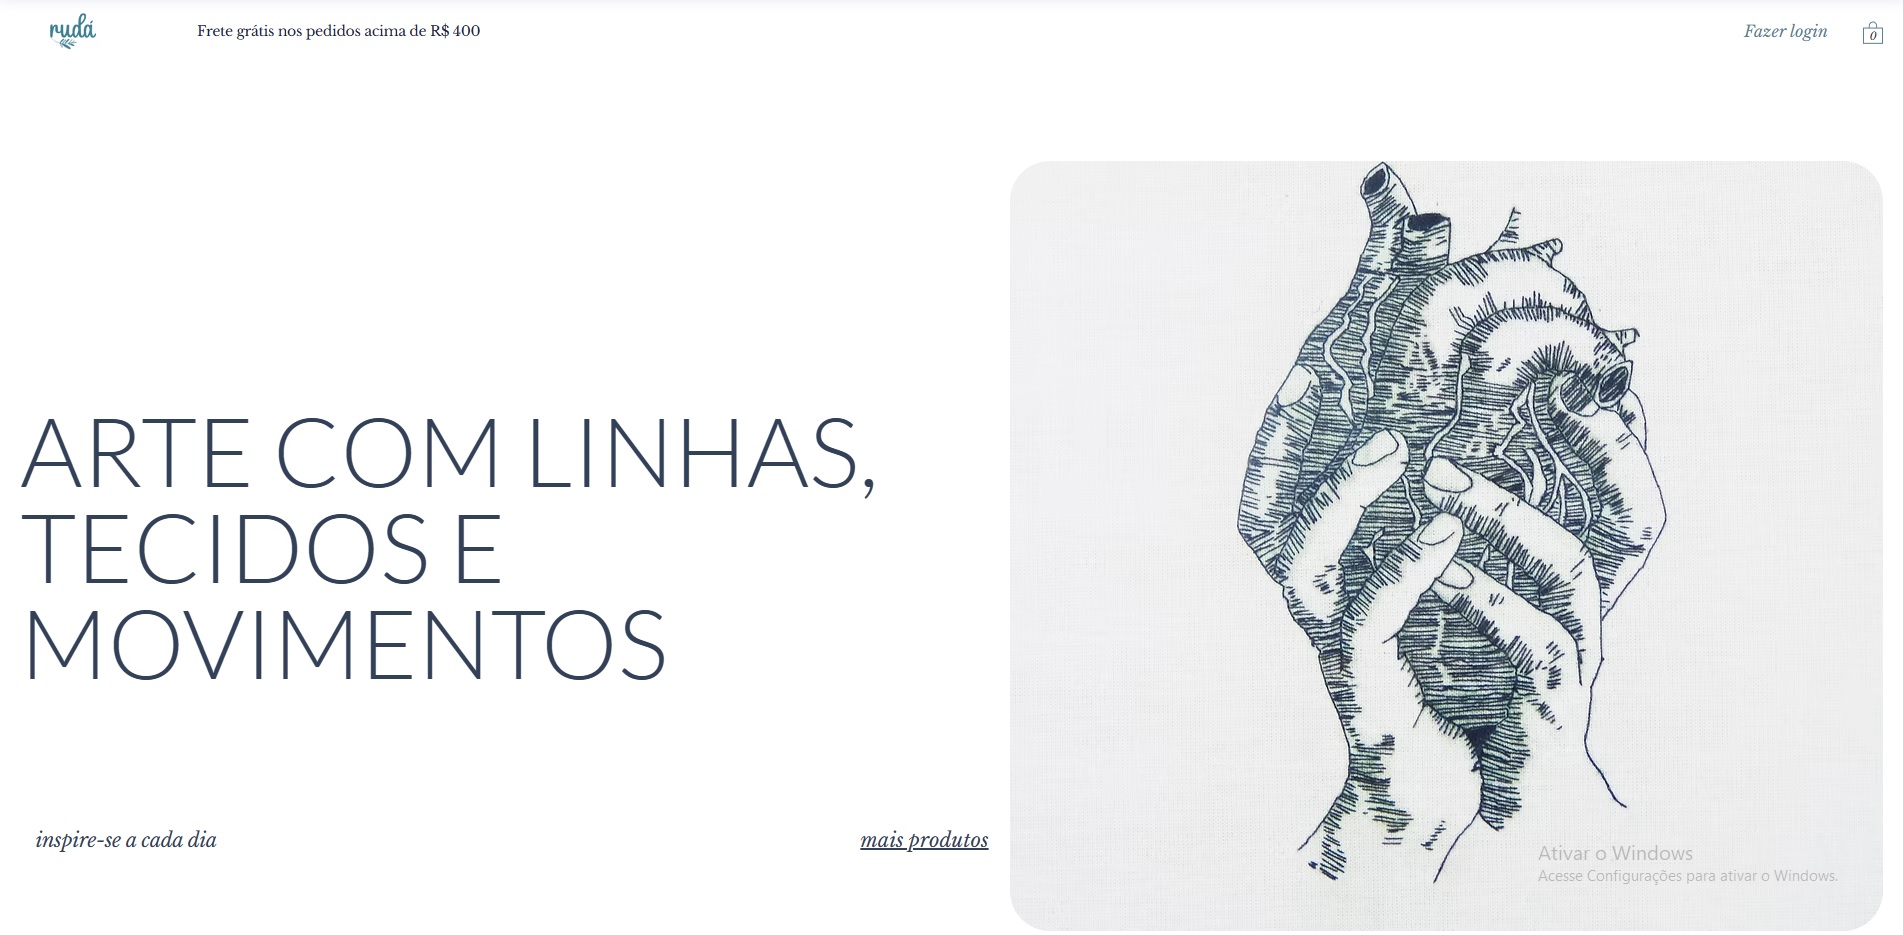 rudá
Frete grátis nos pedidos acima de R$ 400
Fazer login
0
ARTE COM LINHAS,
TECIDOS E
MOVIMENTOS
inspire-se a cada dia
mais produtos
Ativar o Windows
Acesse Configurações para ativar o Windows.